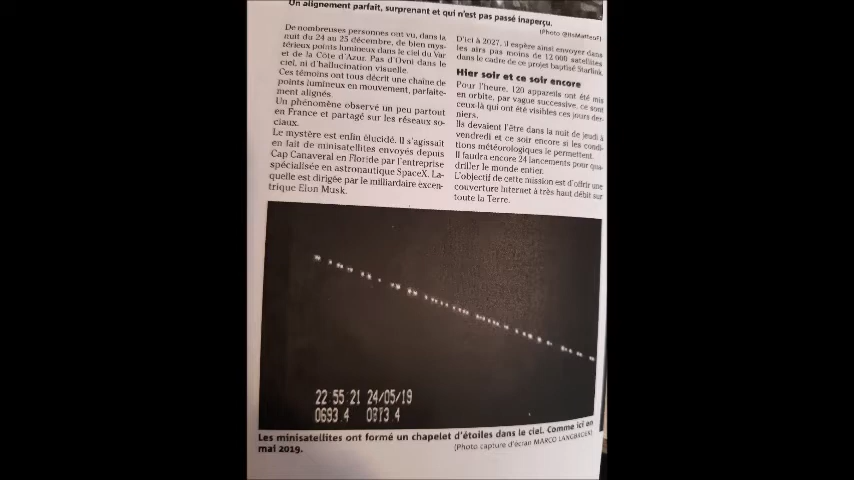 Un alignement parfait, surprenant et qui n'est pas passé inaperçu.
(Photo @ItsMatteuF)
De nombreuses personnes ont vu, dans la
nuit du 24 au 25 décembre, de bien mys-
térieux points lumineux dans le ciel du Var
et de la Côte d'Azur. Pas d'Ovni dans le
ciel, ni d'hallucination visuelle.
Ces témoins ont tous décrit une chaîne de
points lumineux en mouvement, parfaite-
ment alignés.
Un phénomène observé un peu partout
en France et partagé sur les réseaux so-
ciaux.
Le mystère est enfin élucidé. Il s'agissait
en fait de minisatellites envoyés depuis
Cap Canaveral en Floride par l'entreprise
spécialisée en astronautique SpaceX. La-
quelle est dirigée par le milliardaire excen-
trique Elon Musk.
D'ici à 2027, il espère ainsi envoyer dans
les airs pas moins de 12 000 satellites
dans le cadre de ce projet baptisé Starlink.
Hier soir et ce soir encore
Pour l'heure, 120 appareils ont été mis
en orbite, par vague successive, ce sont
ceux-là qui ont été visibles ces jours der-
niers.
Ils devaient l'être dans la nuit de jeudi à
vendredi et ce soir encore si les condi-
tions météorologiques le permettent.
Il faudra encore 24 lancements pour qua-
driller le monde entier.
L'objectif de cette mission est d'offrir une
couverture Internet à très haut débit sur
toute la Terre.
22 55:21 24/05/19
0693 4 0373 4
Les minisatellites ont formé un chapelet d'étoiles dans le ciel. Comme ici en
mai 2019.
(Photo capture d'écran MARCO LANGBROEK)